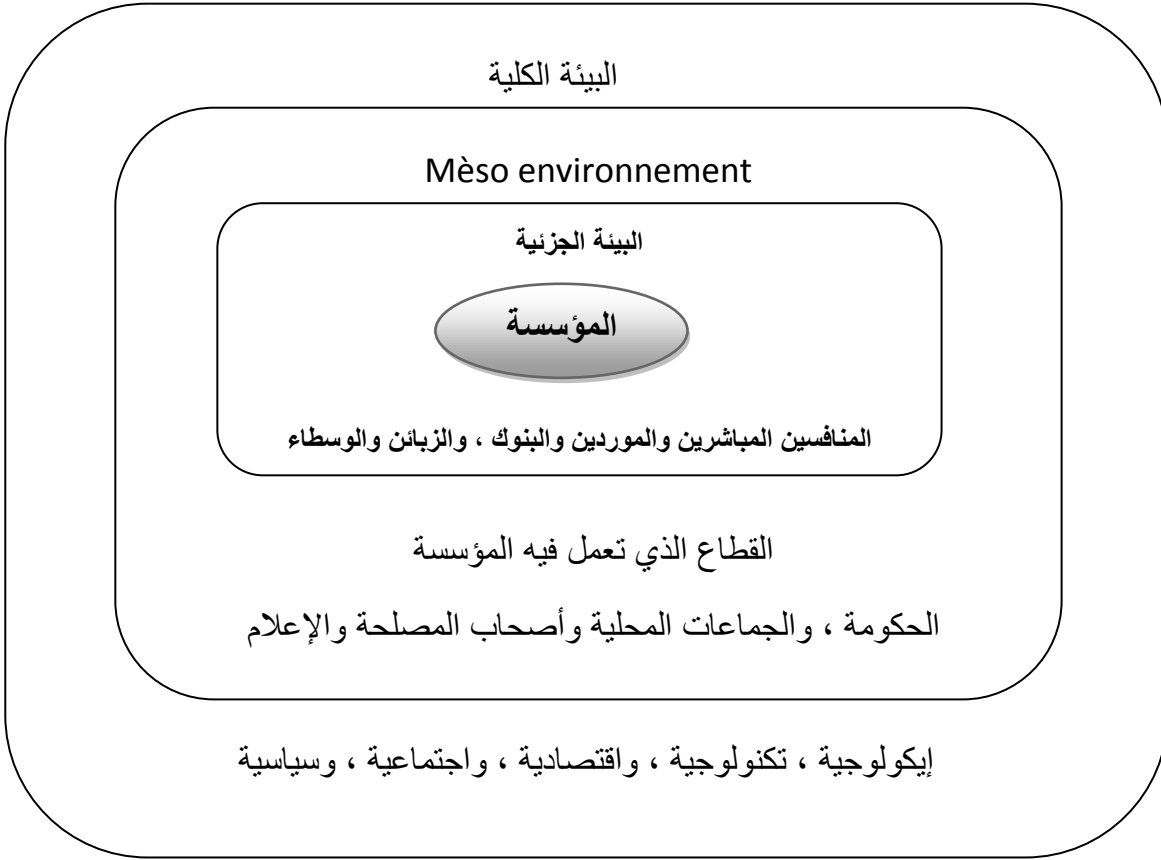 البيئة الكلية
Mèso environnement
البيئة الجزئية
المؤسسة
المنافسين المباشرين والموردين والبنوك ، والزبائن والوسطاء
القطاع الذي تعمل فيه المؤسسة
الحكومة ، والجماعات المحلية وأصحاب المصلحة والإعلام
إيكولوجية ، تكنولوجية ، واقتصادية ، واجتماعية ، وسياسية